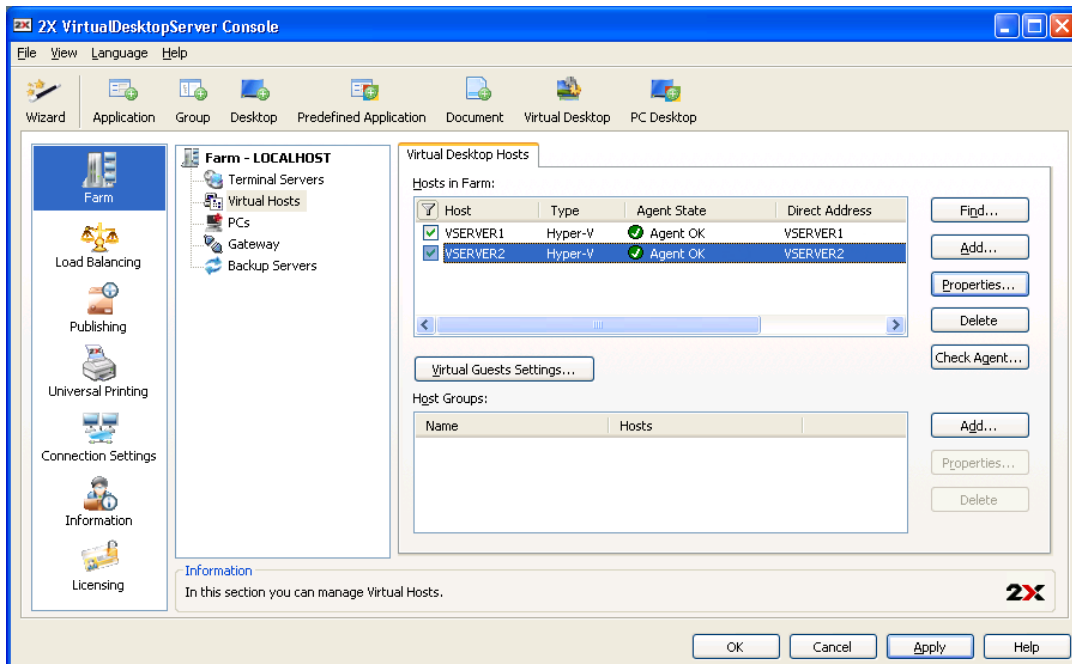 2X VirtualDesktopServer Console
File View Language Help
Wizard Application Group Desktop Predefined Application Document Virtual Desktop PC Desktop
Farm
Load Balancing
Publishing
Universal Printing
Connection Settings
Information
Licensing
Farm - LOCALHOST
Terminal Servers
Virtual Hosts
PCs
Gateway
Backup Servers
Virtual Desktop Hosts
Hosts in Farm:
Host Type Agent State Direct Address
VSERVER1 Hyper-V Agent OK VSERVER1
VSERVER2 Hyper-V Agent OK VSERVER2
Find...
Add...
Properties...
Delete
Check Agent...
Virtual Guests Settings...
Host Groups:
Name Hosts
Add...
Properties...
Delete
Information
In this section you can manage Virtual Hosts.
2X
OK Cancel Apply Help